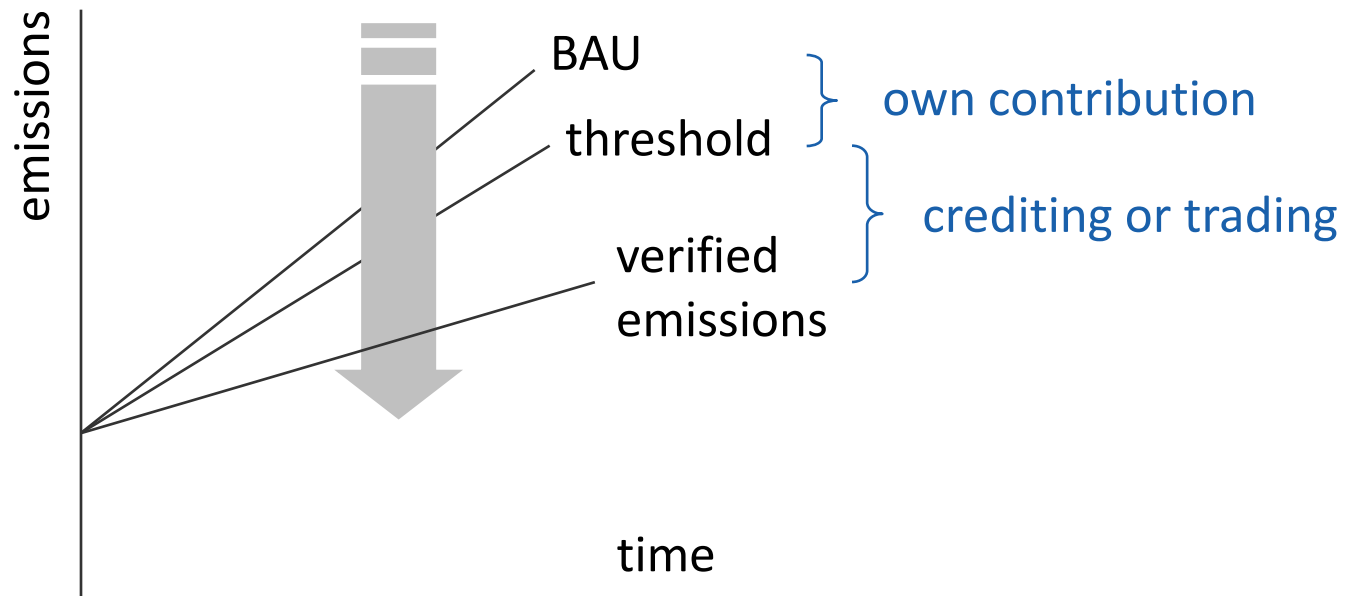 emissions
BAU
own contribution
threshold
crediting or trading
verified
emissions
time